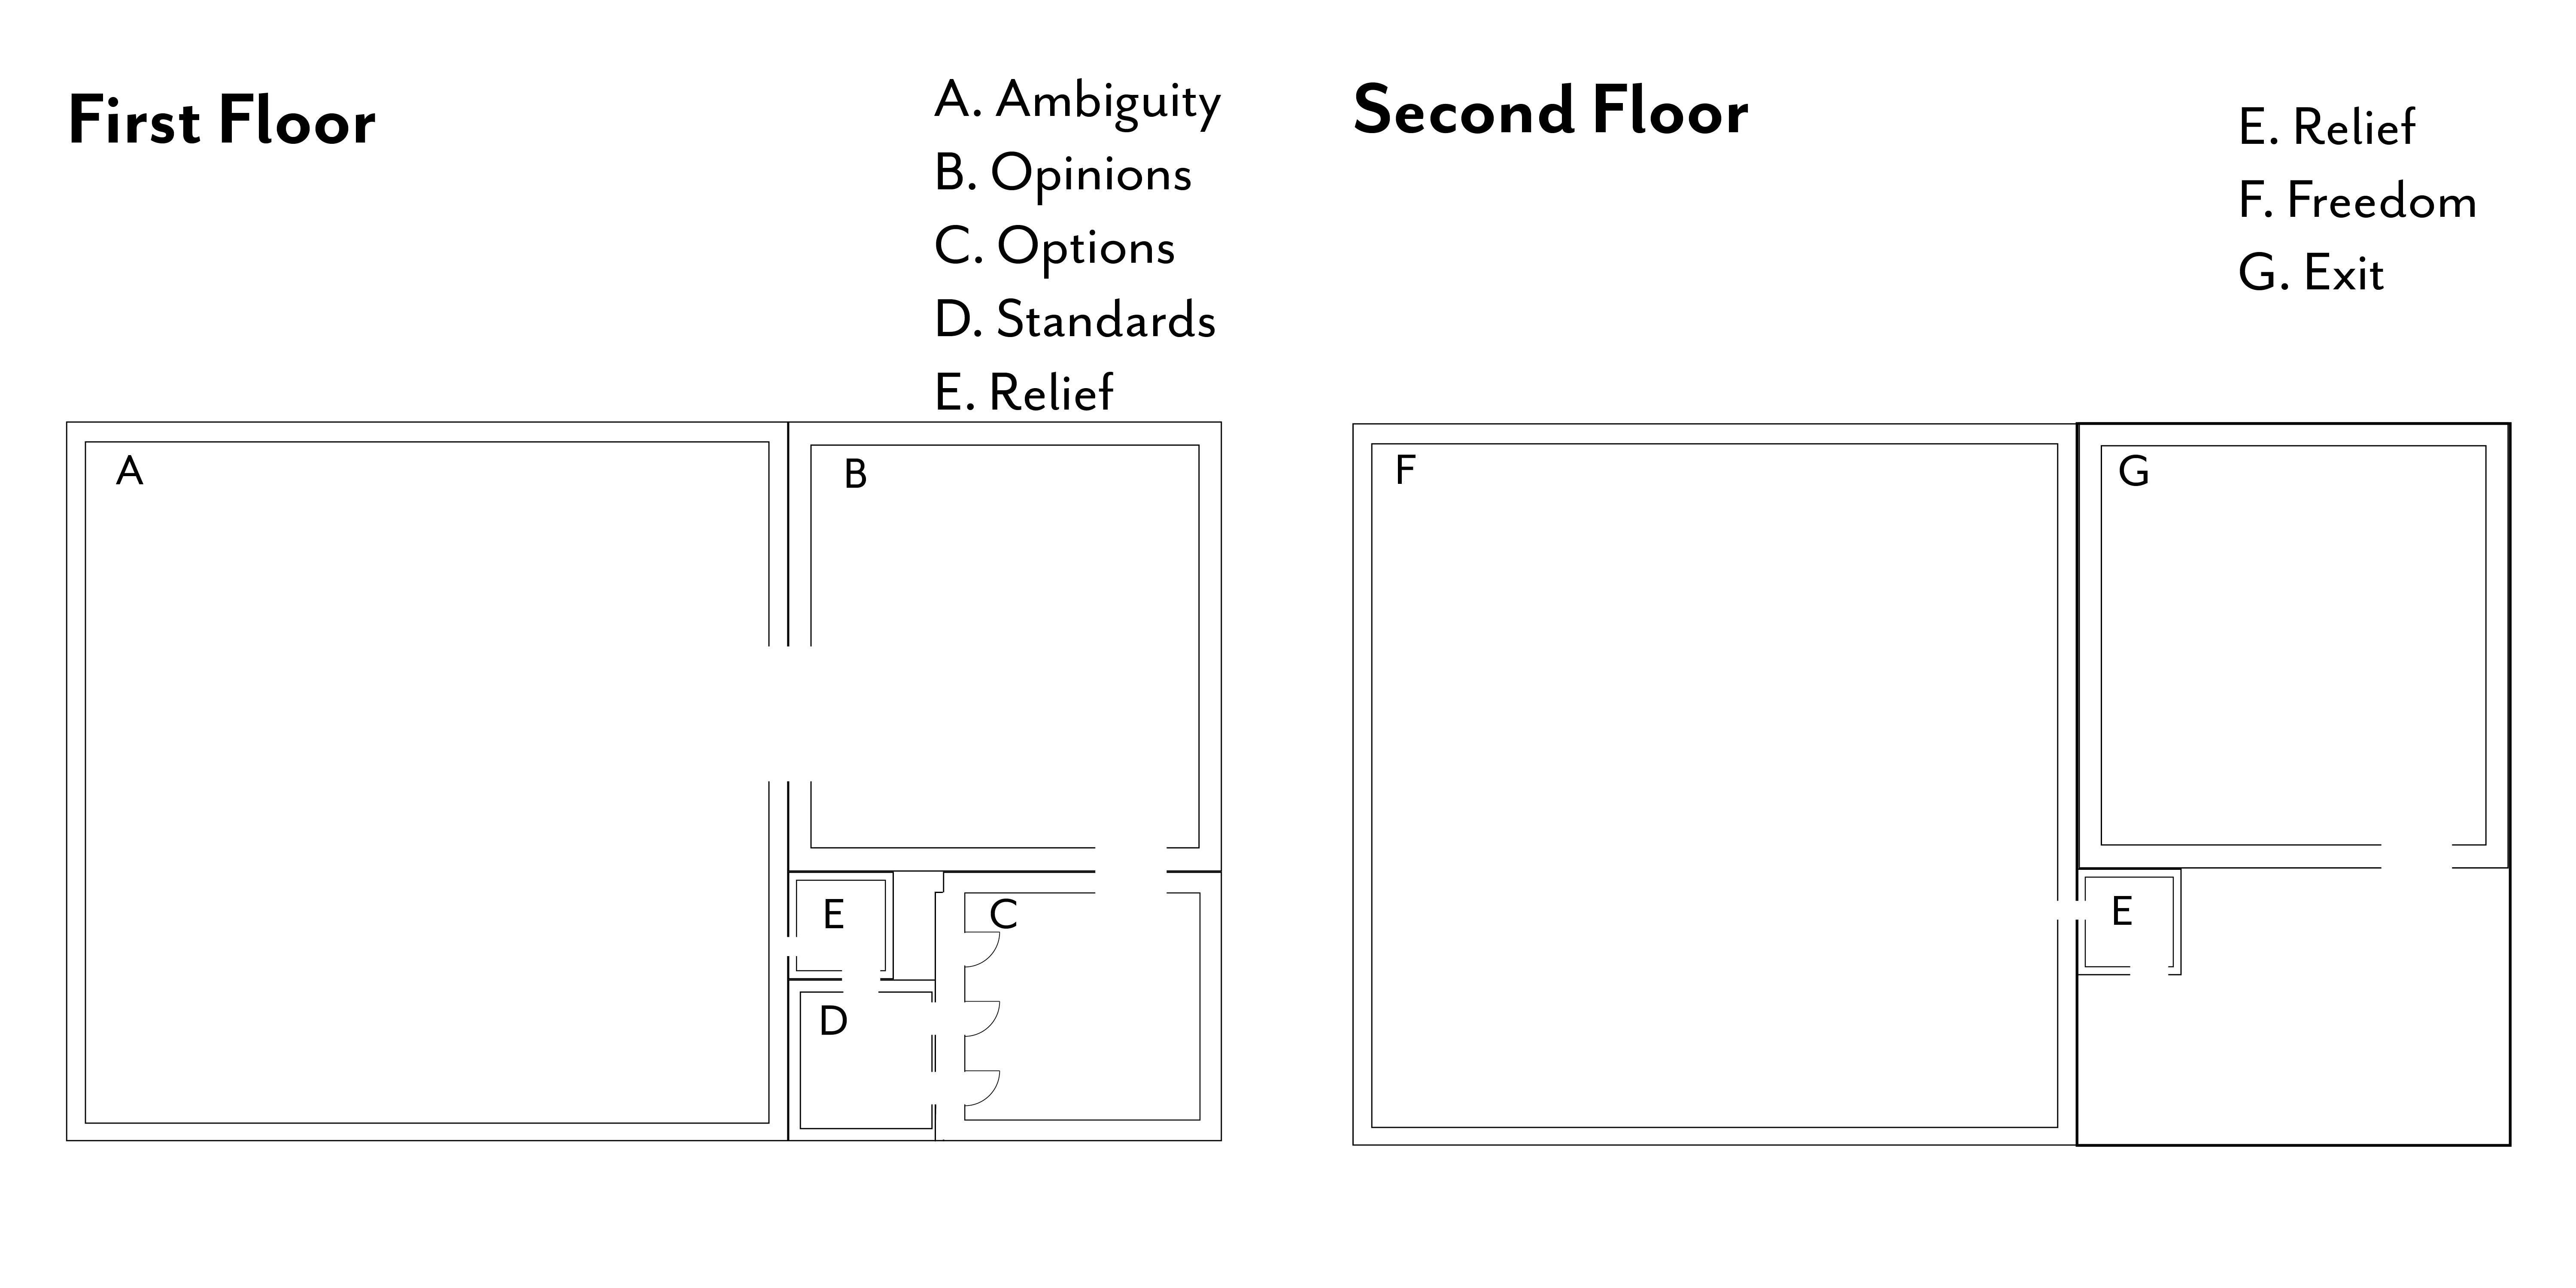 First Floor
A. Ambiguity
B. Opinions
C. Options
D. Standards
E. Relief
A
B
E
C
D
Second Floor
E. Relief
F. Freedom
G. Exit
F
G
E